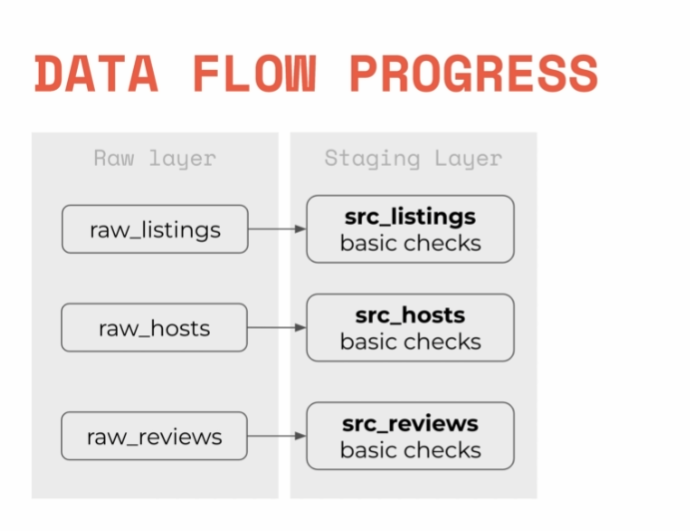 DATA FLOW PROGRESS
Raw layer
Staging Layer
raw_listings
src_listings
basic checks
raw_hosts
src_hosts
basic checks
raw_reviews
src_reviews
basic checks